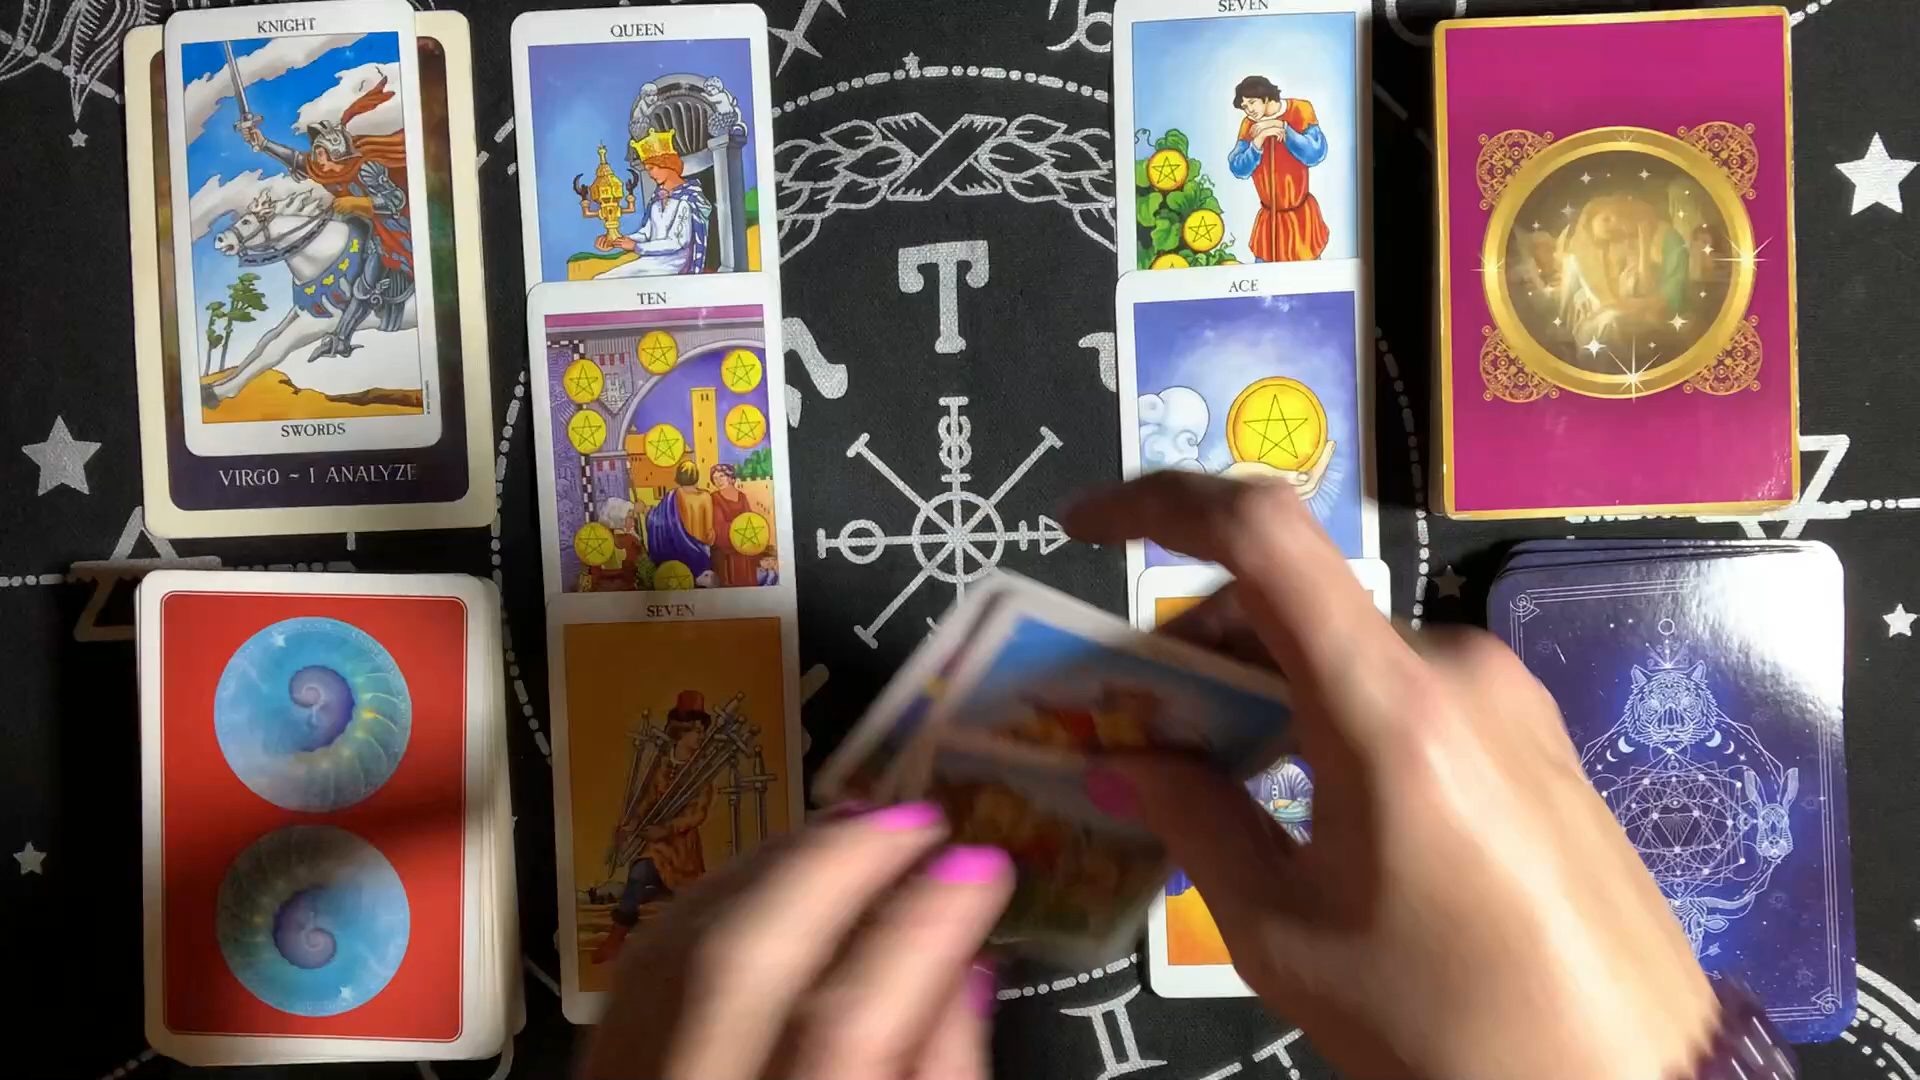 KNIGHT
SWORDS
VIRGO ~ I ANALYZE
QUEEN
TEN
SEVEN
SEVEN
ACE
T